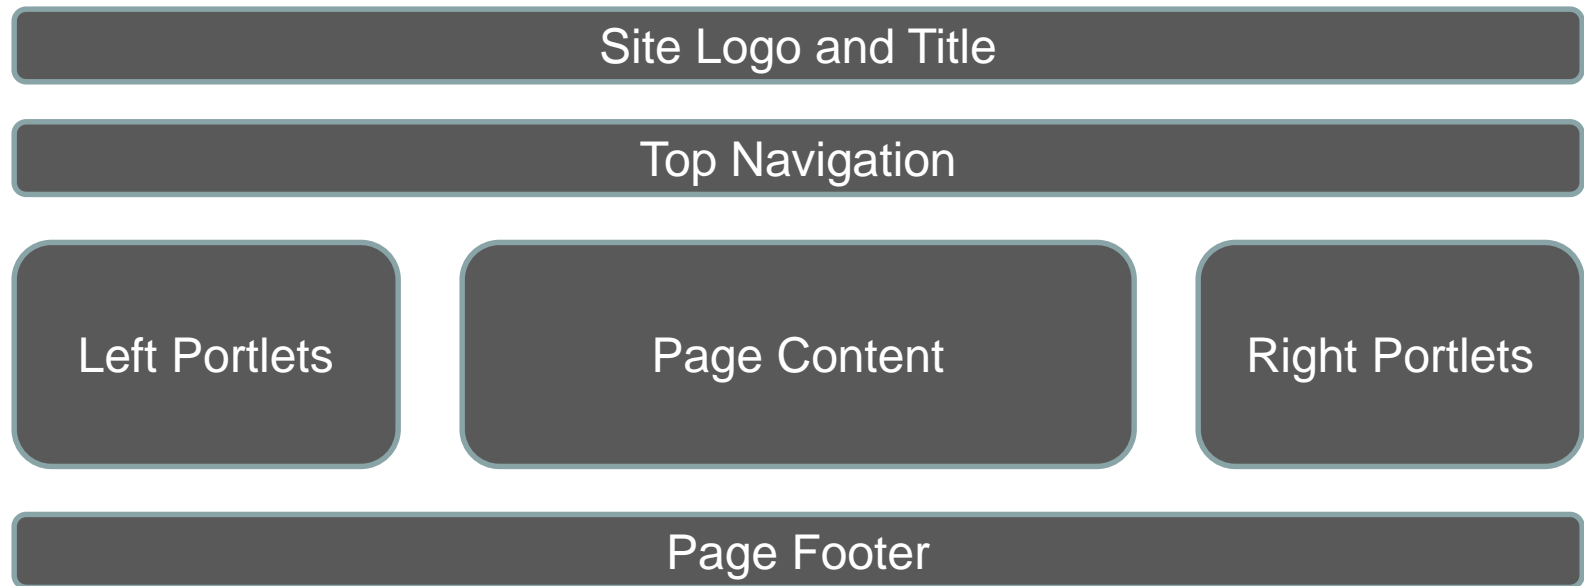 Site Logo and Title
Top Navigation
Left Portlets
Page Content
Right Portlets
Page Footer